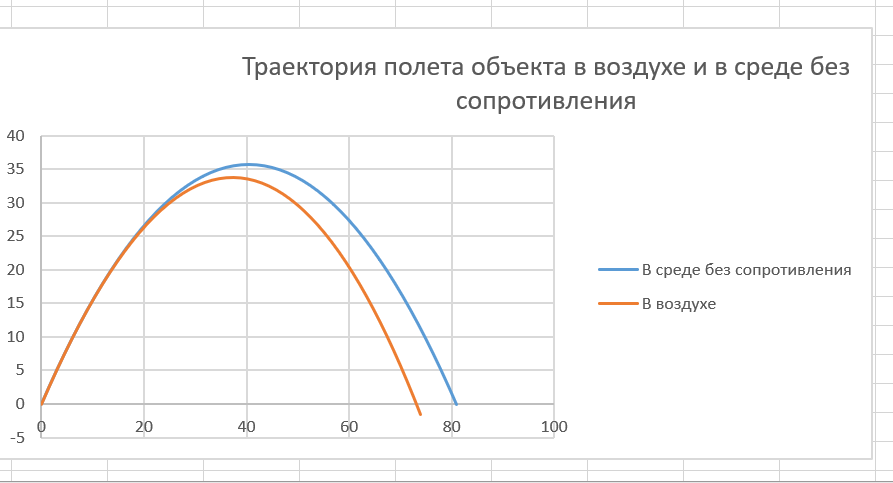 Траектория полета объекта в воздухе и в среде без
сопротивления
40
35
30
25
20
15
10
5
0
-5
0 20 40 60 80 100
В среде без сопротивления
В воздухе